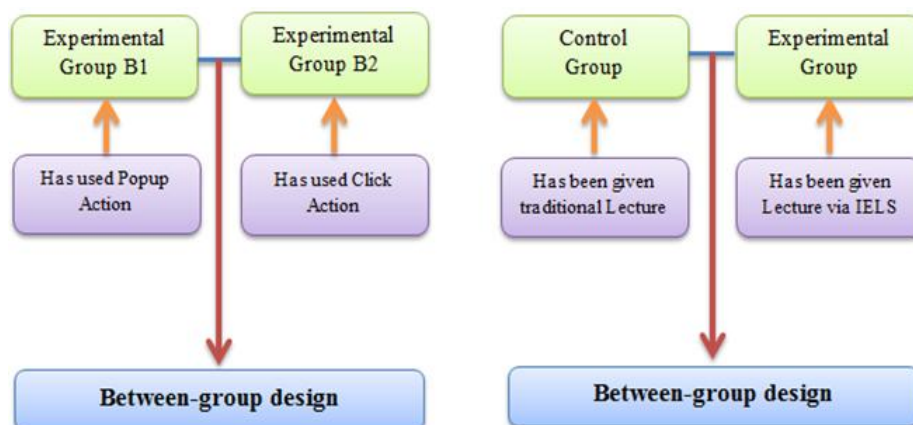 Experimental
Group B1
Experimental
Group B2
Has used Popup
Action
Has used Click
Action
Between-group design
Control
Group
Experimental
Group
Has been given
traditional Lecture
Has been given
Lecture via IELS
Between-group design